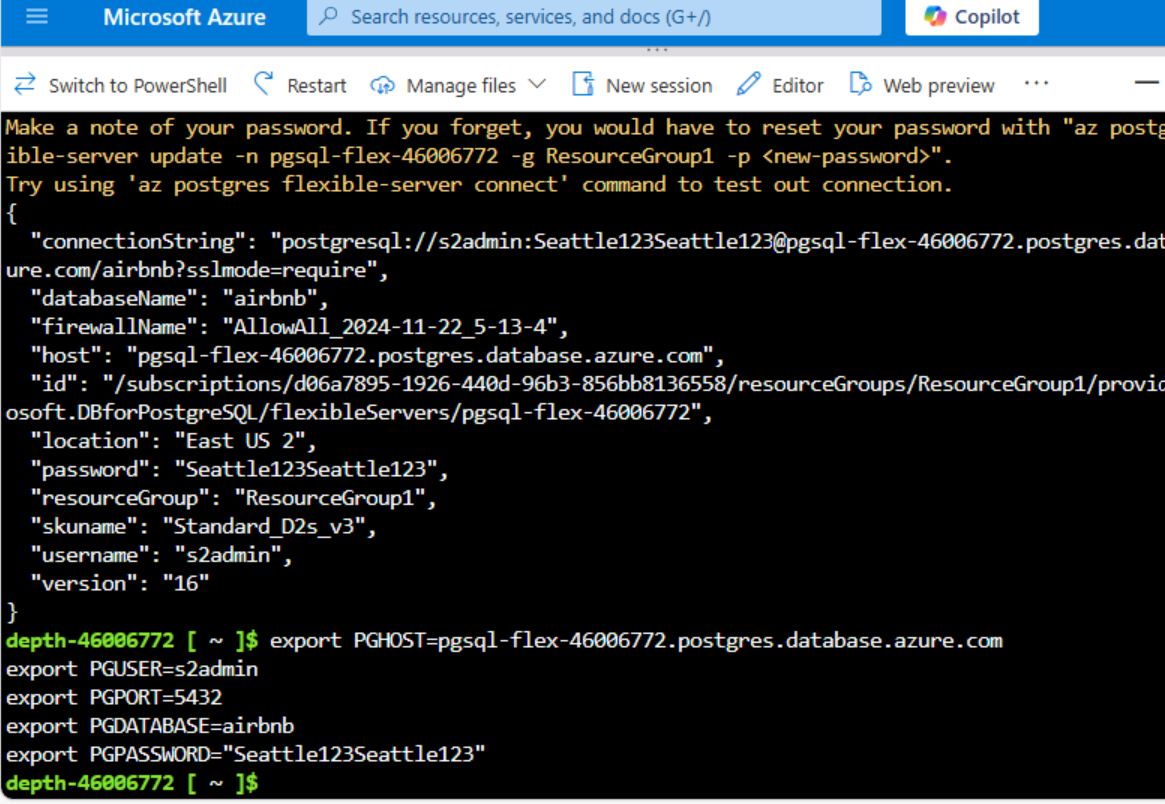 Microsoft Azure
Search resources, services, and docs (G+/)
Copilot
Switch to PowerShell
Restart
Manage files
New session
Editor
Web preview
Make a note of your password. If you forget, you would have to reset your password with "az postg
ible-server update -n pgsql-flex-46006772 -g ResourceGroup1 -p <new-password>".
Try using 'az postgres flexible-server connect' command to test out connection.
{
  "connectionString": "postgresql://s2admin:Seattle123Seattle123@pgsql-flex-46006772.postgres.dat
ure.com/airbnb?sslmode=require",
  "databaseName": "airbnb",
  "firewallName": "AllowAll_2024-11-22_5-13-4",
  "host": "pgsql-flex-46006772.postgres.database.azure.com",
  "id": "/subscriptions/d06a7895-1926-440d-96b3-856bb8136558/resourceGroups/ResourceGroup1/provid
osoft.DBforPostgreSQL/flexibleServers/pgsql-flex-46006772",
  "location": "East US 2",
  "password": "Seattle123Seattle123",
  "resourceGroup": "ResourceGroup1",
  "skuname": "Standard_D2s_v3",
  "username": "s2admin",
  "version": "16"
}
depth-46006772 [ ~ ]$ export PGHOST=pgsql-flex-46006772.postgres.database.azure.com
export PGUSER=s2admin
export PGPORT=5432
export PGDATABASE=airbnb
export PGPASSWORD="Seattle123Seattle123"
depth-46006772 [ ~ ]$